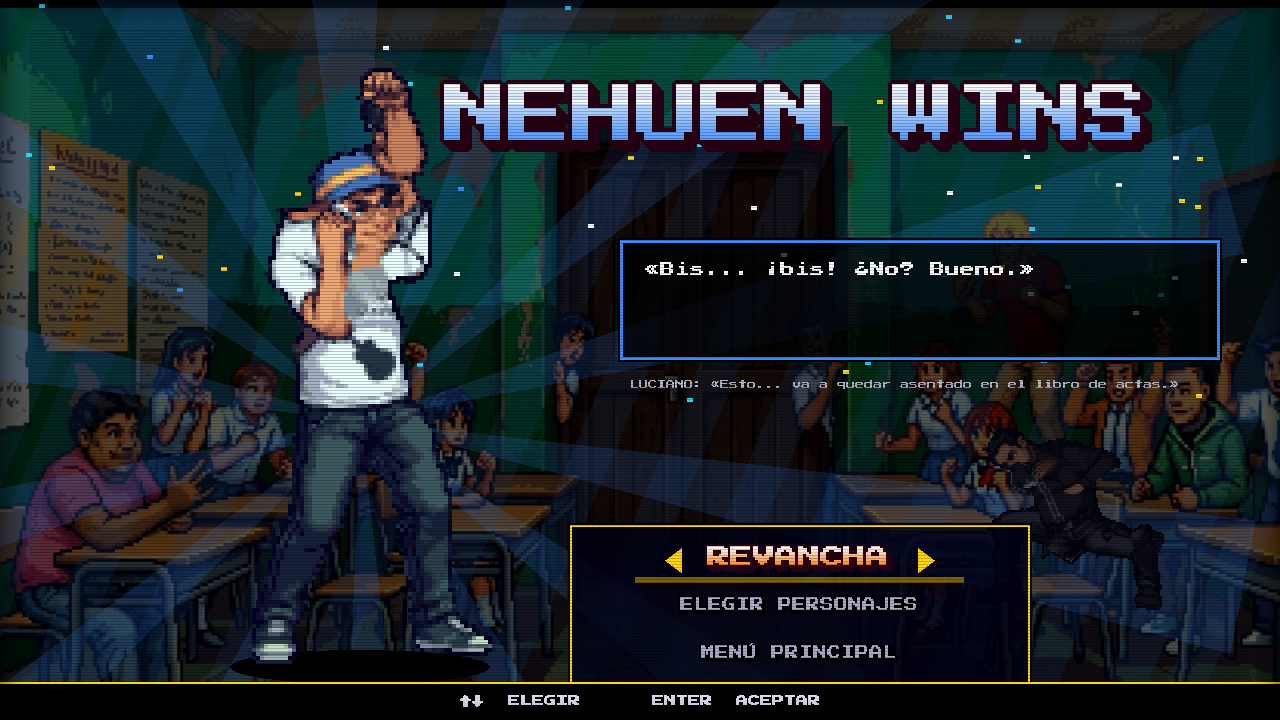 NEHUEN WINS
«Bis... ¡bis! ¿No? Bueno.»
LUCIANO: «Esto... va a quedar asentado en el libro de actas.»
REVANCHA
ELEGIR PERSONAJES
MENÚ PRINCIPAL
↑↓ ELEGIR ENTER ACEPTAR